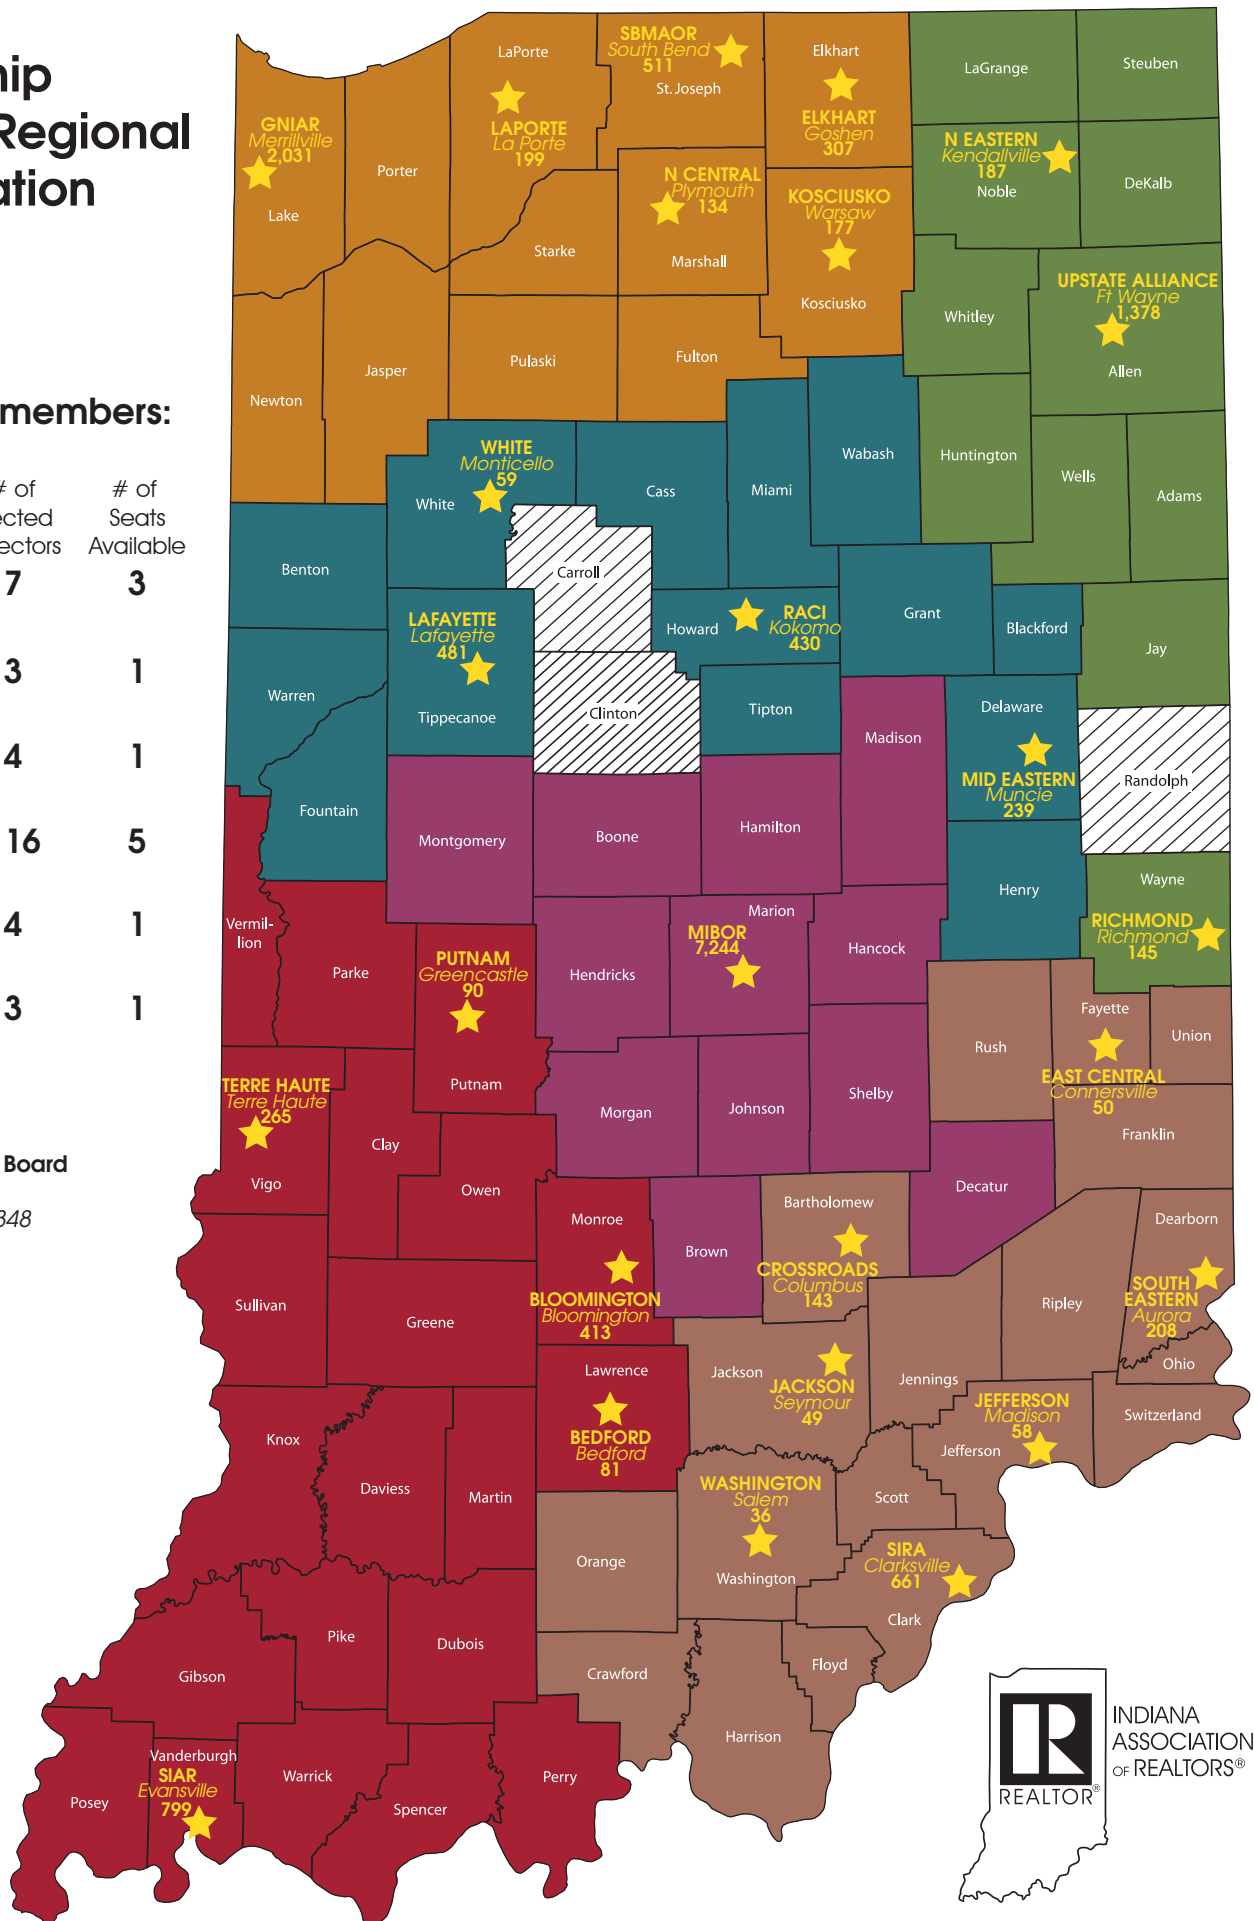 hip
Regional
ation
members:
# of
ected
ectors
# of
Seats
Available
7 3
3 1
4 1
16 5
4 1
3 1
Board
348
LaPorte
LAPORTE
La Porte
199
SBMAOR
South Bend
511
St. Joseph
Elkhart
ELKHART
Goshen
307
LaGrange
Steuben
GNIAR
Merrillville
2,031
Lake
Porter
N CENTRAL
Plymouth
134
Marshall
KOSCIUSKO
Warsaw
177
Kosciusko
N EASTERN
Kendallville
187
Noble
DeKalb
Starke
UPSTATE ALLIANCE
Ft Wayne
1,378
Allen
Whitley
Newton
Jasper
Pulaski
Fulton
WHITE
Monticello
59
White
Cass
Miami
Wabash
Huntington
Wells
Adams
Benton
Carroll
LAFAYETTE
Lafayette
481
Tippecanoe
Howard
RACI
Kokomo
430
Grant
Blackford
Jay
Warren
Clinton
Tipton
Madison
Delaware
MID EASTERN
Muncie
239
Randolph
Fountain
Montgomery
Boone
Hamilton
Henry
Wayne
RICHMOND
Richmond
145
Vermil-
lion
Parke
PUTNAM
Greencastle
90
Putnam
Hendricks
Marion
MIBOR
7,244
Hancock
Rush
Fayette
EAST CENTRAL
Connersville
50
Union
TERRE HAUTE
Terre Haute
265
Vigo
Clay
Owen
Morgan
Johnson
Shelby
Franklin
Decatur
Monroe
BLOOMINGTON
Bloomington
413
Brown
Bartholomew
CROSSROADS
Columbus
143
Dearborn
SOUTH
EASTERN
Aurora
208
Ripley
Ohio
Sullivan
Greene
Lawrence
BEDFORD
Bedford
81
Jackson
JACKSON
Seymour
49
Jennings
JEFFERSON
Madison
58
Jefferson
Switzerland
Knox
Daviess
Martin
WASHINGTON
Salem
36
Washington
Scott
Orange
SIRA
Clarksville
661
Clark
Pike
Dubois
Gibson
Crawford
Floyd
Harrison
Vanderburgh
SIAR
Evansville
799
Posey
Warrick
Spencer
Perry
R
REALTOR®
INDIANA
ASSOCIATION
OF REALTORS®